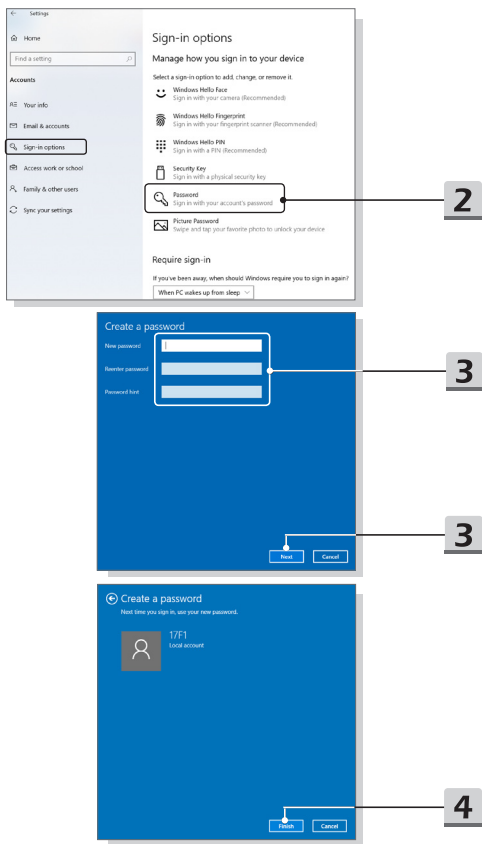 Settings
Home
Find a setting
Accounts
Your info
Email & accounts
Sign-in options
Access work or school
Family & other users
Sync your settings
Sign-in options
Manage how you sign in to your device
Select a sign-in option to add, change, or remove it.
Windows Hello Face
Sign in with your camera (Recommended)
Windows Hello Fingerprint
Sign in with your fingerprint scanner (Recommended)
Windows Hello PIN
Sign in with a PIN (Recommended)
Security Key
Sign in with a physical security key
Password
Sign in with your account's password
Picture Password
Swipe and tap your favorite photo to unlock your device
Require sign-in
If you've been away, when should Windows require you to sign in again?
When PC wakes up from sleep
2
Create a password
New password
Reenter password
Password hint
3
Next
Cancel
3
Create a password
Next time you sign in, use your new password.
17F1
Local account
Finish
Cancel
4